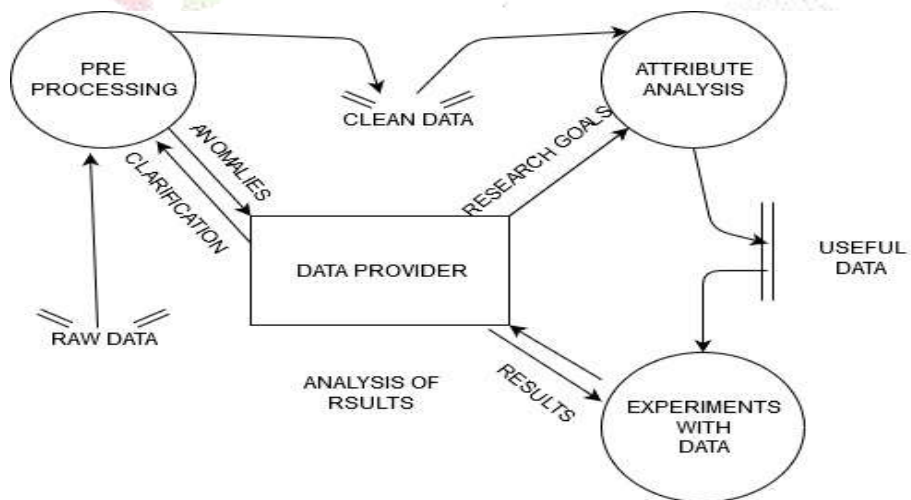 PRE
PROCESSING
ATTRIBUTE
ANALYSIS
CLEAN DATA
ANOMALIES
CLARIFICATION
RESEARCH GOALS
DATA PROVIDER
USEFUL
DATA
RAW DATA
ANALYSIS OF
RSULTS
RESULTS
EXPERIMENTS
WITH
DATA